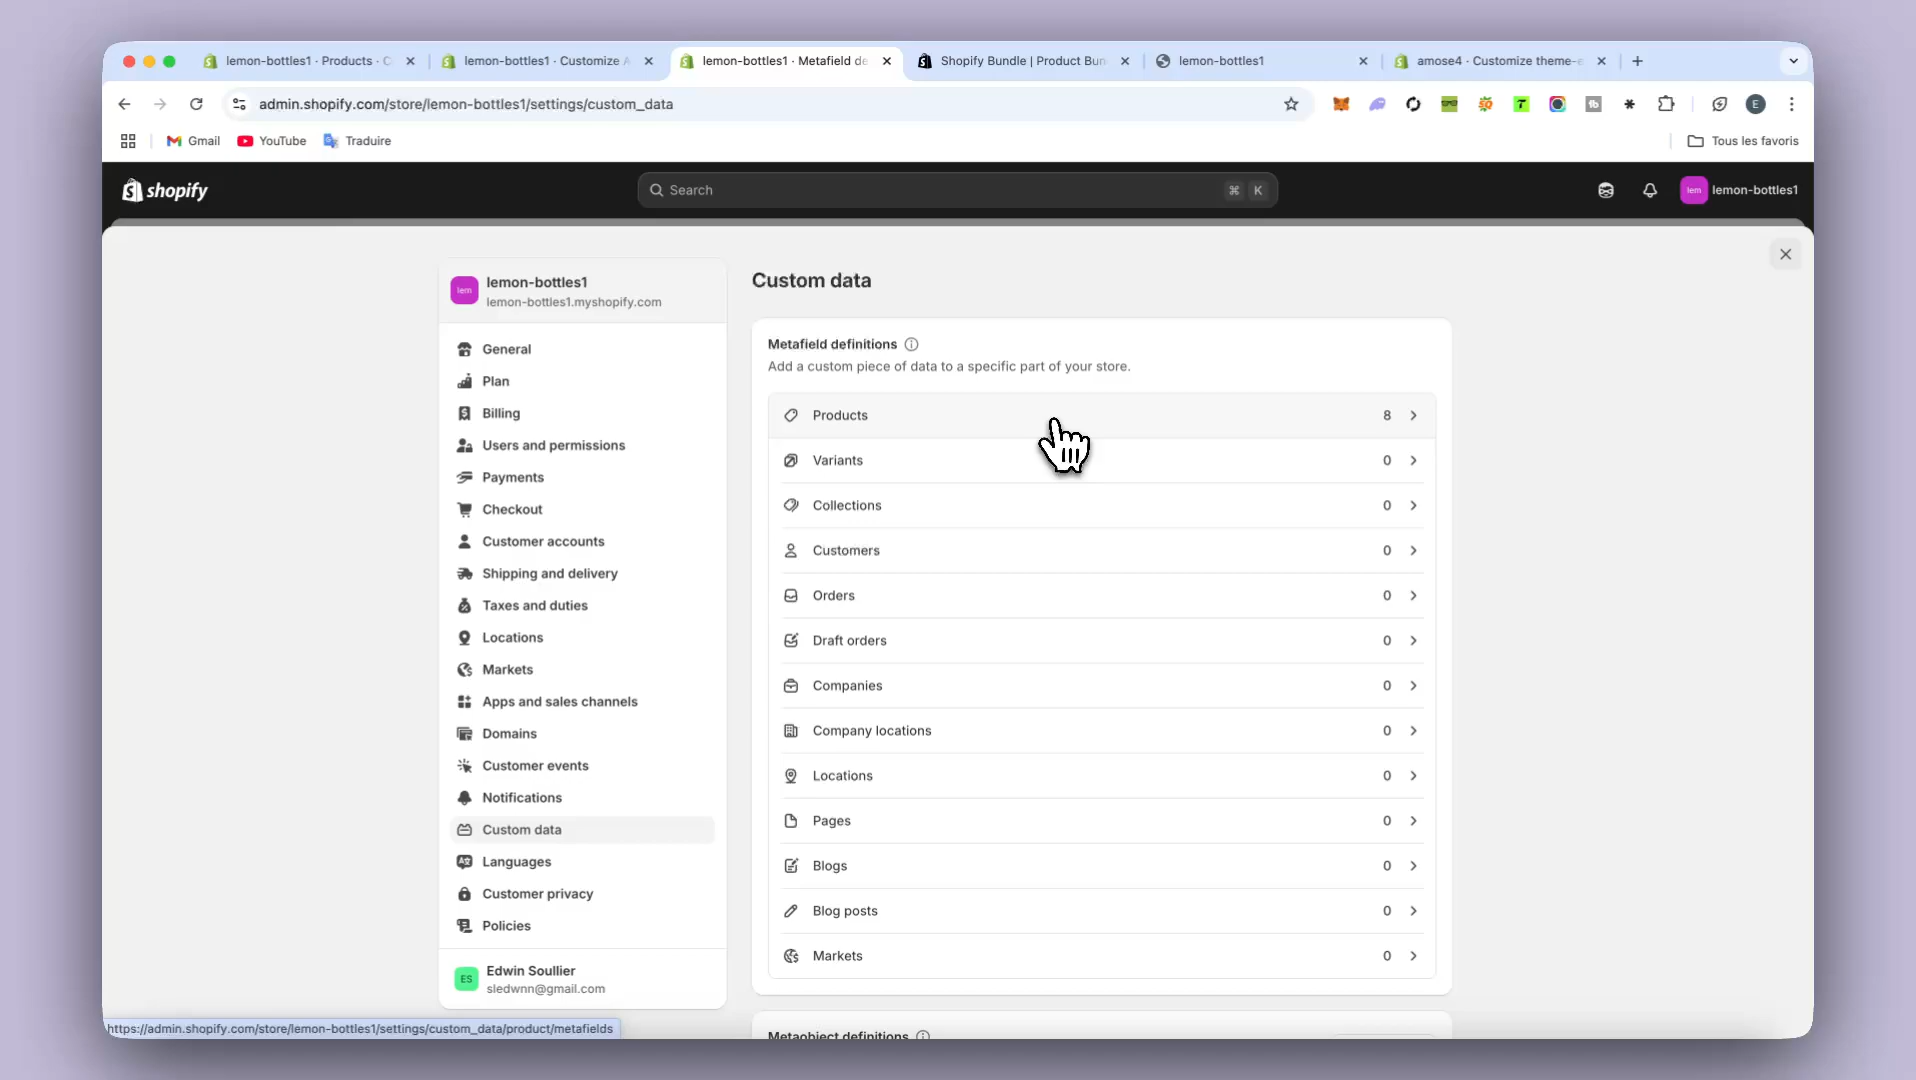 lemon-bottles1 · Products · C
lemon-bottles1 · Customize A
lemon-bottles1 · Metafield de
Shopify Bundle | Product Bun
lemon-bottles1
amose4 · Customize theme-e
admin.shopify.com/store/lemon-bottles1/settings/custom_data
E
Gmail
YouTube
Traduire
Tous les favoris
shopify
Search
⌘ K
lem
lemon-bottles1
lem
lemon-bottles1
lemon-bottles1.myshopify.com
General
Plan
Billing
Users and permissions
Payments
Checkout
Customer accounts
Shipping and delivery
Taxes and duties
Locations
Markets
Apps and sales channels
Domains
Customer events
Notifications
Custom data
Languages
Customer privacy
Policies
ES
Edwin Soullier
sledwnn@gmail.com
Custom data
Metafield definitions
Add a custom piece of data to a specific part of your store.
Products 8
Variants 0
Collections 0
Customers 0
Orders 0
Draft orders 0
Companies 0
Company locations 0
Locations 0
Pages 0
Blogs 0
Blog posts 0
Markets 0
Metaobject definitions
https://admin.shopify.com/store/lemon-bottles1/settings/custom_data/product/metafields